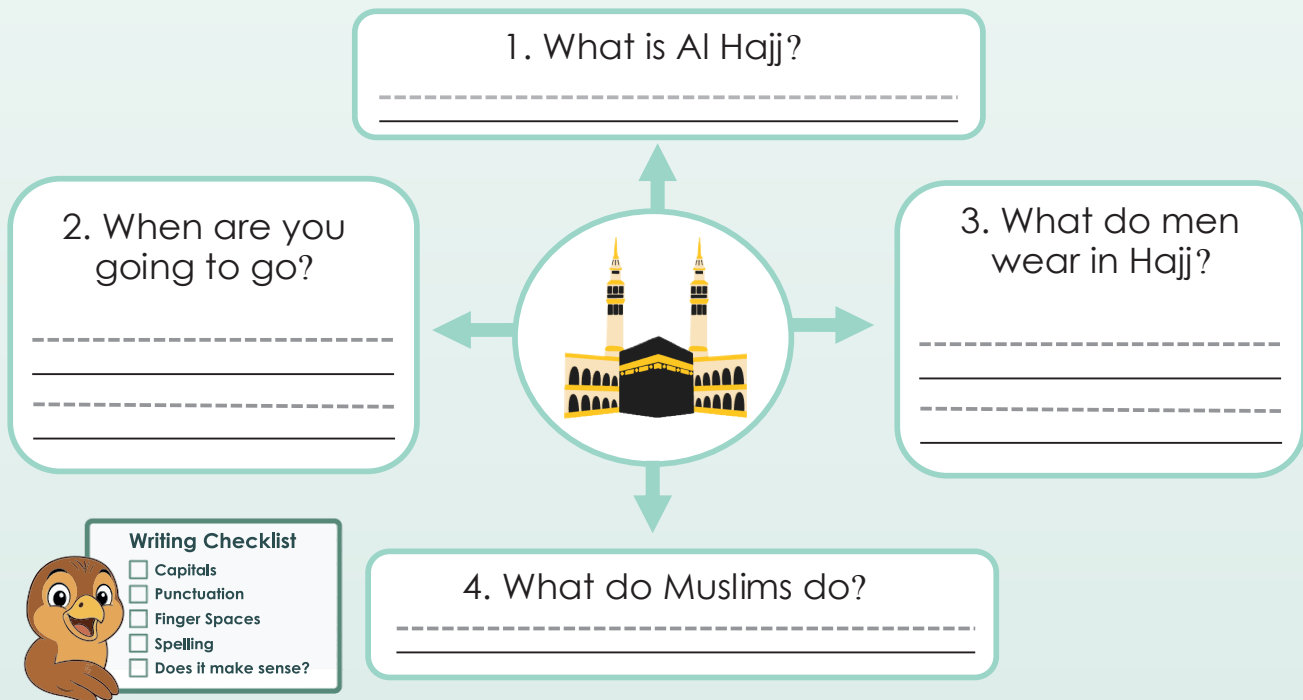 1. What is Al Hajj?
2. When are you
going to go?
3. What do men
wear in Hajj?
4. What do Muslims do?
Writing Checklist
Capitals
Punctuation
Finger Spaces
Spelling
Does it make sense?